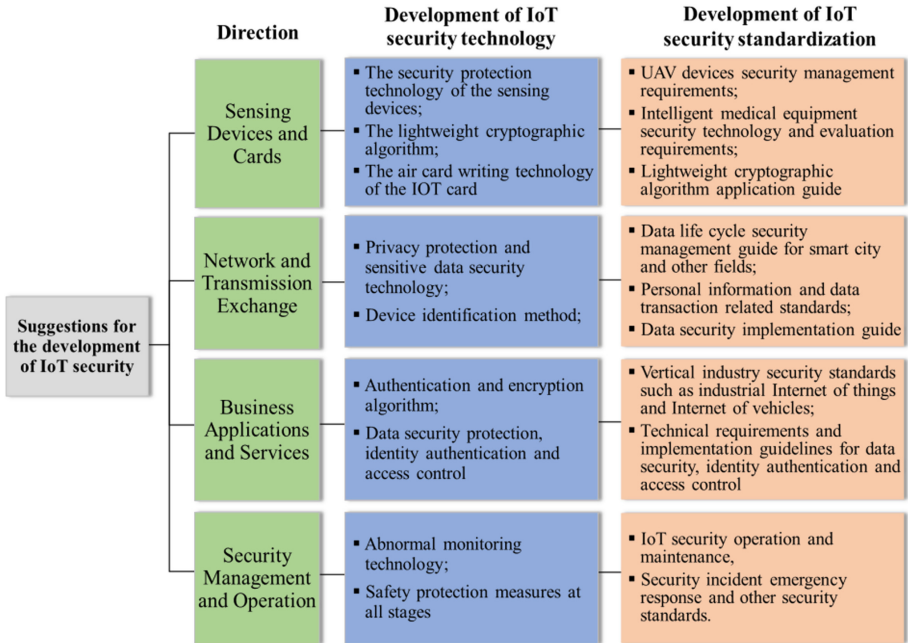 Direction
Development of IoT
security technology
Development of IoT
security standardization
Suggestions for
the development
of IoT security
Sensing
Devices and
Cards
▪ The security protection
technology of the sensing
devices;
▪ The lightweight cryptographic
algorithm;
▪ The air card writing technology
of the IOT card
▪ UAV devices security management
requirements;
▪ Intelligent medical equipment
security technology and evaluation
requirements;
▪ Lightweight cryptographic
algorithm application guide
Network and
Transmission
Exchange
▪ Privacy protection and
sensitive data security
technology;
▪ Device identification method;
▪ Data life cycle security
management guide for smart city
and other fields;
▪ Personal information and data
transaction related standards;
▪ Data security implementation guide
Business
Applications
and Services
▪ Authentication and encryption
algorithm;
▪ Data security protection,
identity authentication and
access control
▪ Vertical industry security standards
such as industrial Internet of things
and Internet of vehicles;
▪ Technical requirements and
implementation guidelines for data
security, identity authentication and
access control
Security
Management
and Operation
▪ Abnormal monitoring
technology;
▪ Safety protection measures at
all stages
▪ IoT security operation and
maintenance,
▪ Security incident emergency
response and other security
standards.